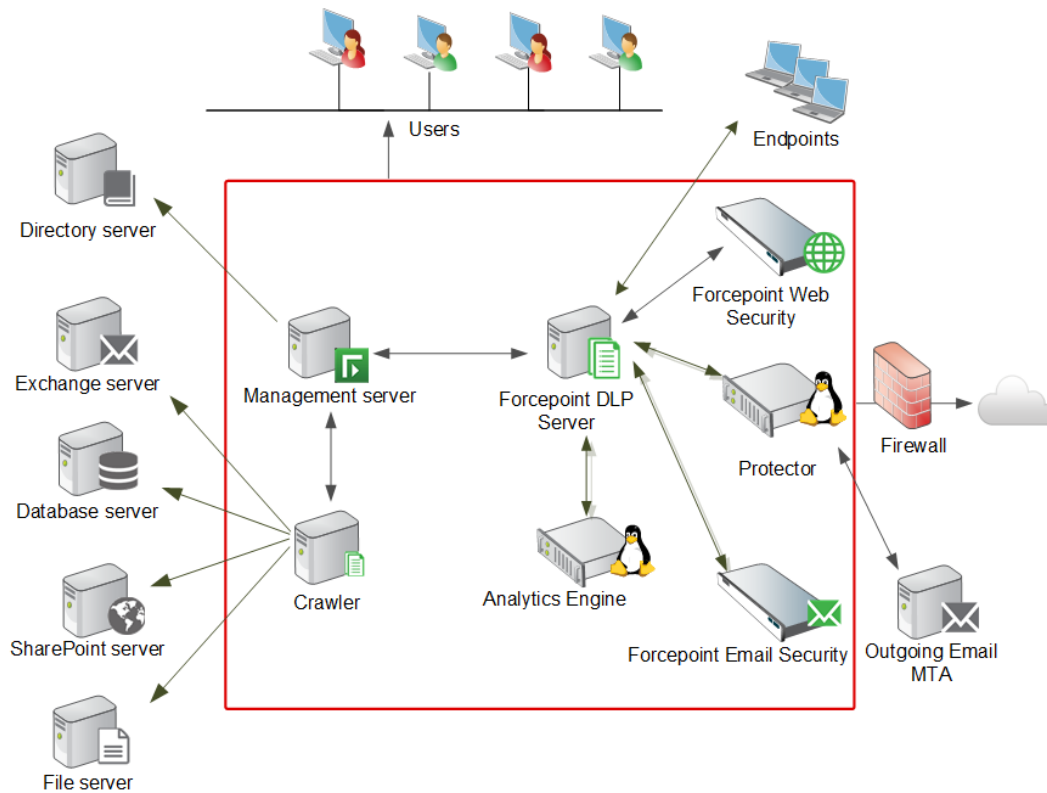 Users
Endpoints
Directory server
Forcepoint Web
Security
Exchange server
Management server
Forcepoint DLP
Server
Firewall
Protector
Database server
Analytics Engine
Crawler
SharePoint server
Forcepoint Email Security
Outgoing Email
MTA
File server